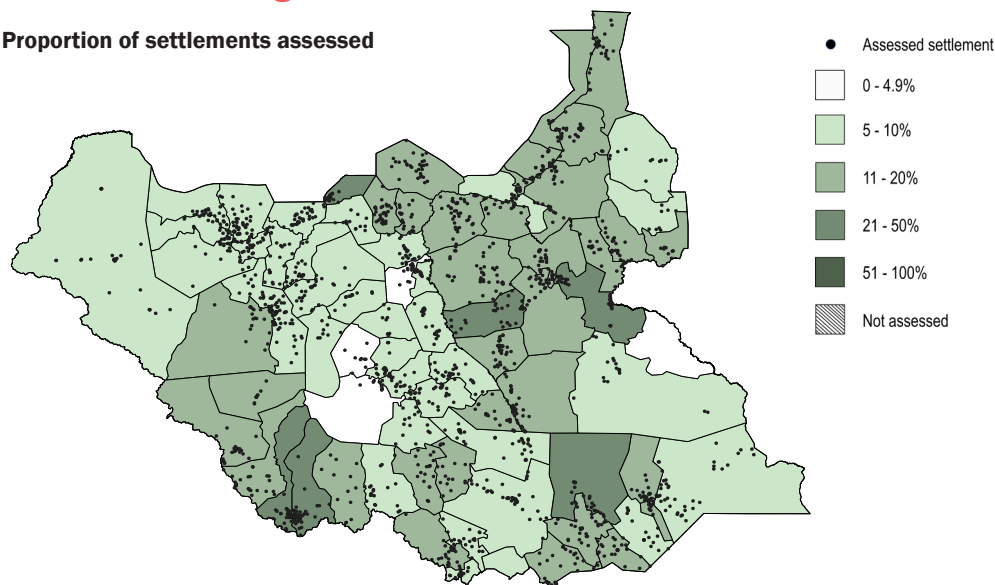 Proportion of settlements assessed
Assessed settlement
0 - 4.9%
5 - 10%
11 - 20%
21 - 50%
51 - 100%
Not assessed